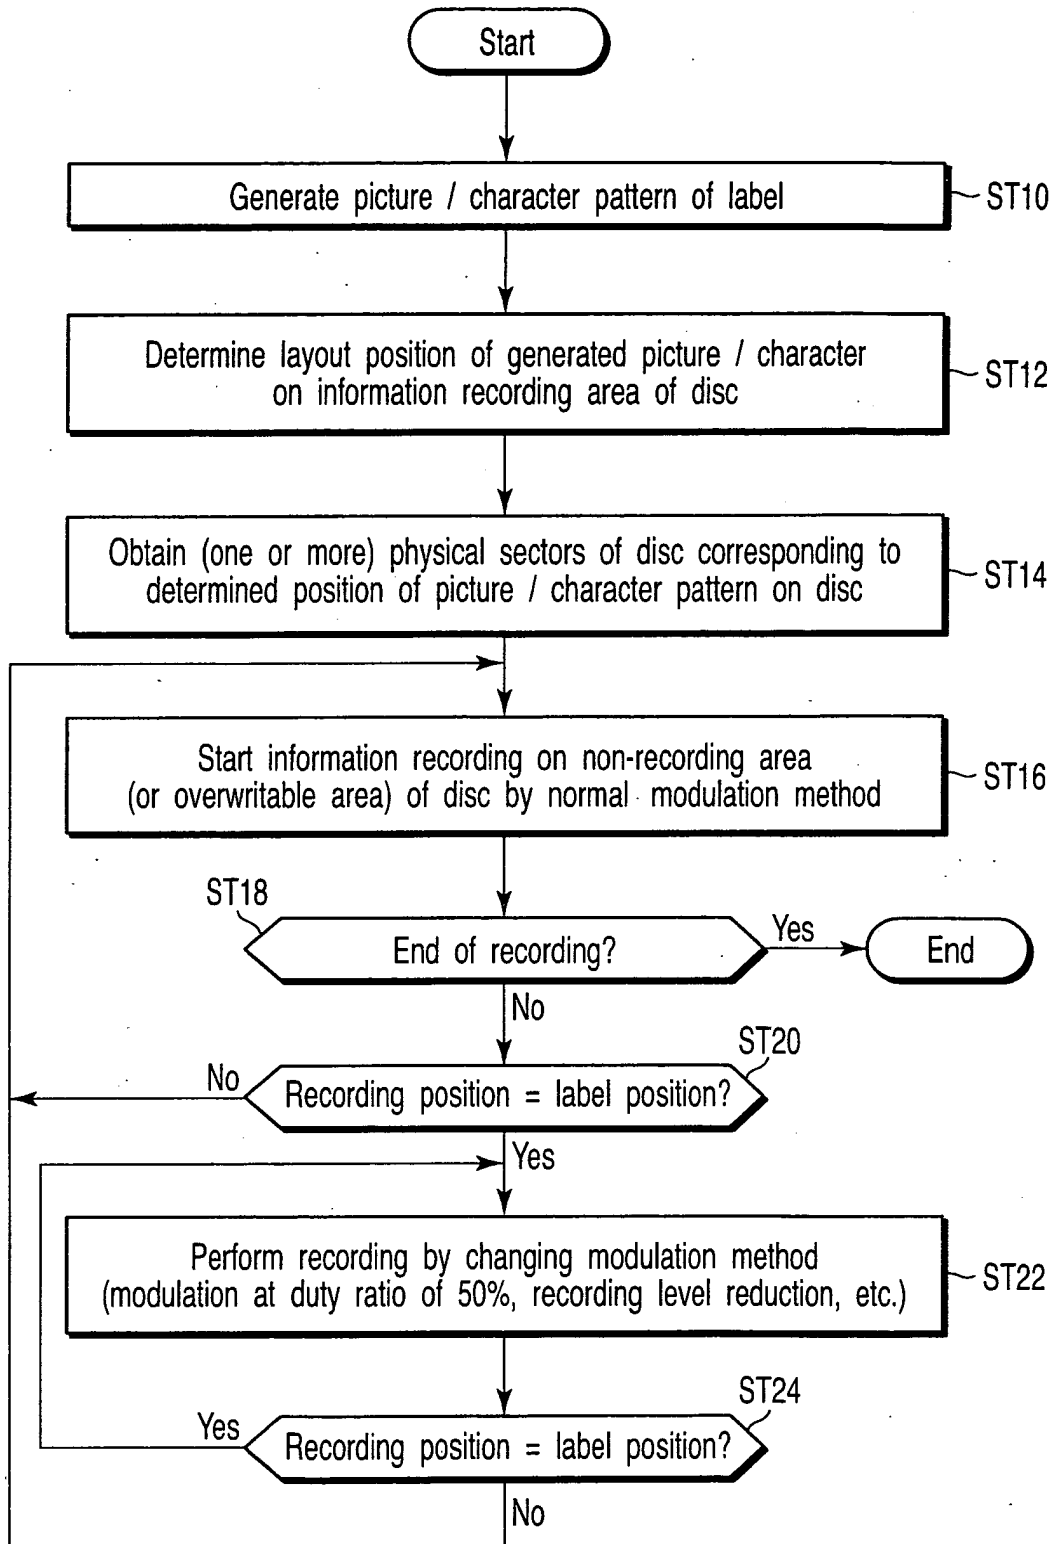 Start
Generate picture / character pattern of label
ST10
Determine layout position of generated picture / character
on information recording area of disc
ST12
Obtain (one or more) physical sectors of disc corresponding to
determined position of picture / character pattern on disc
ST14
Start information recording on non-recording area
(or overwritable area) of disc by normal modulation method
ST16
ST18
End of recording?
Yes
End
No
ST20
No
Recording position = label position?
Yes
Perform recording by changing modulation method
(modulation at duty ratio of 50%, recording level reduction, etc.)
ST22
ST24
Yes
Recording position = label position?
No